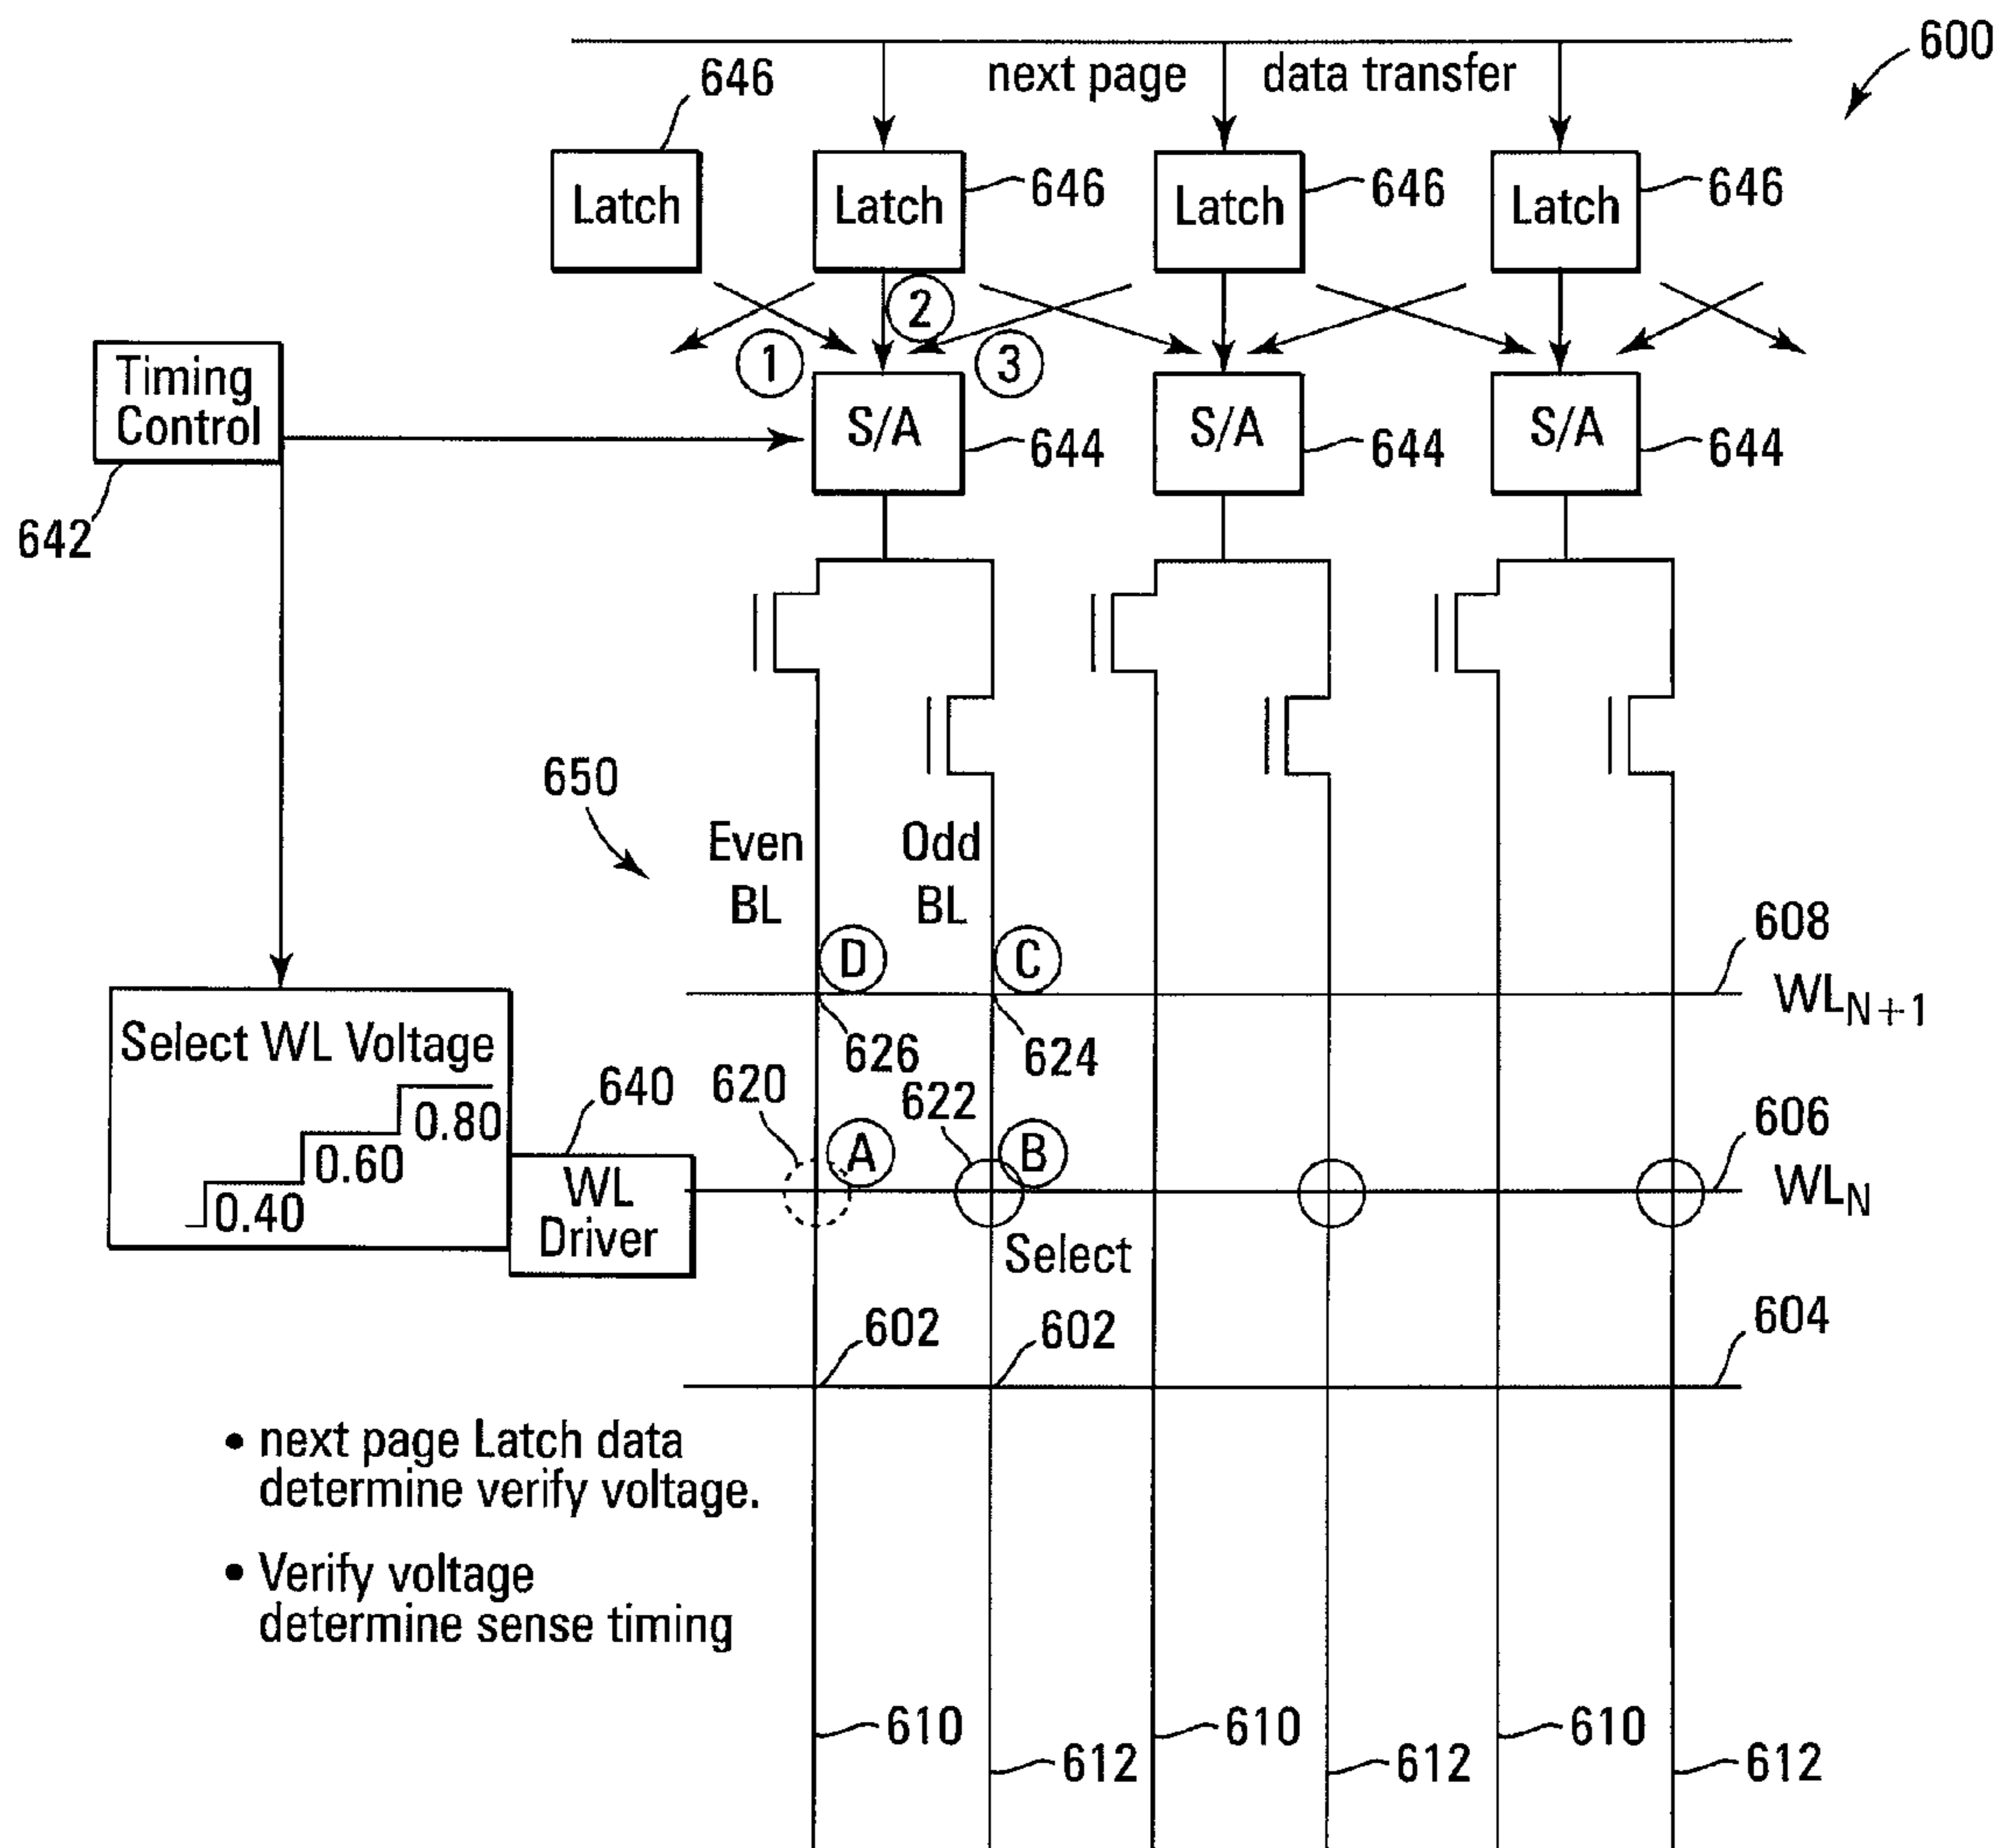 600
next page data transfer
646
Latch
Latch
646
Latch
646
Latch
646
2
1
3
Timing
Control
642
S/A
644
S/A
644
S/A
644
650
Even
BL
Odd
BL
D
C
608
WLN+1
626
624
Select WL Voltage
0.80
0.60
0.40
640
WL
Driver
620
622
A
B
606
WLN
Select
602
602
604
• next page Latch data
determine verify voltage.
• Verify voltage
determine sense timing
610
612
610
612
610
612